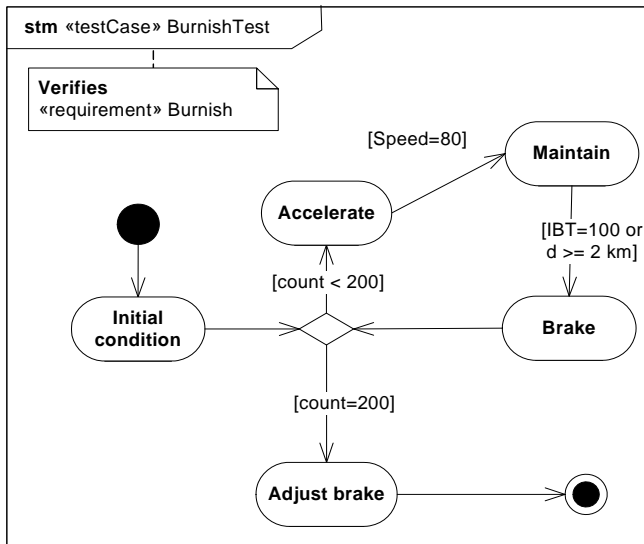 stm «testCase» BurnishTest
Verifies
«requirement» Burnish
[Speed=80]
Maintain
Accelerate
[IBT=100 or
d >= 2 km]
[count < 200]
Initial
condition
Brake
[count=200]
Adjust brake